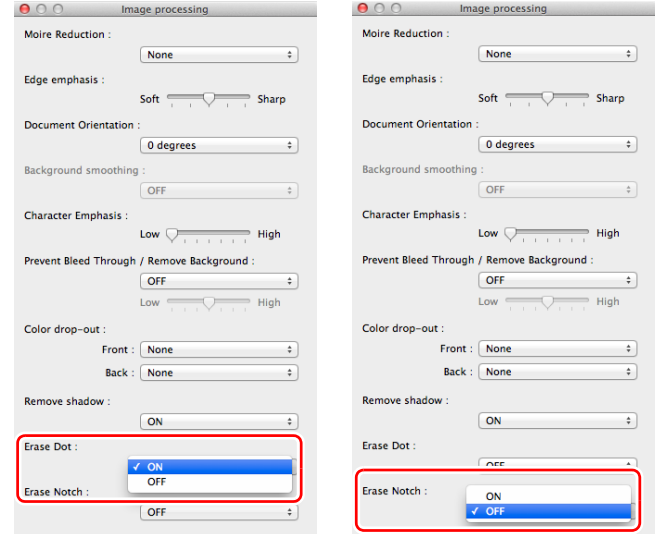 Image processing
Moire Reduction :
None
Edge emphasis :
Soft Sharp
Document Orientation :
0 degrees
Background smoothing :
OFF
Character Emphasis :
Low High
Prevent Bleed Through / Remove Background :
OFF
Low High
Color drop-out :
Front : None
Back : None
Remove shadow :
ON
Erase Dot :
✓ ON
OFF
Erase Notch :
OFF
Image processing
Moire Reduction :
None
Edge emphasis :
Soft Sharp
Document Orientation :
0 degrees
Background smoothing :
OFF
Character Emphasis :
Low High
Prevent Bleed Through / Remove Background :
OFF
Low High
Color drop-out :
Front : None
Back : None
Remove shadow :
ON
Erase Dot :
OFF
Erase Notch :
ON
✓ OFF